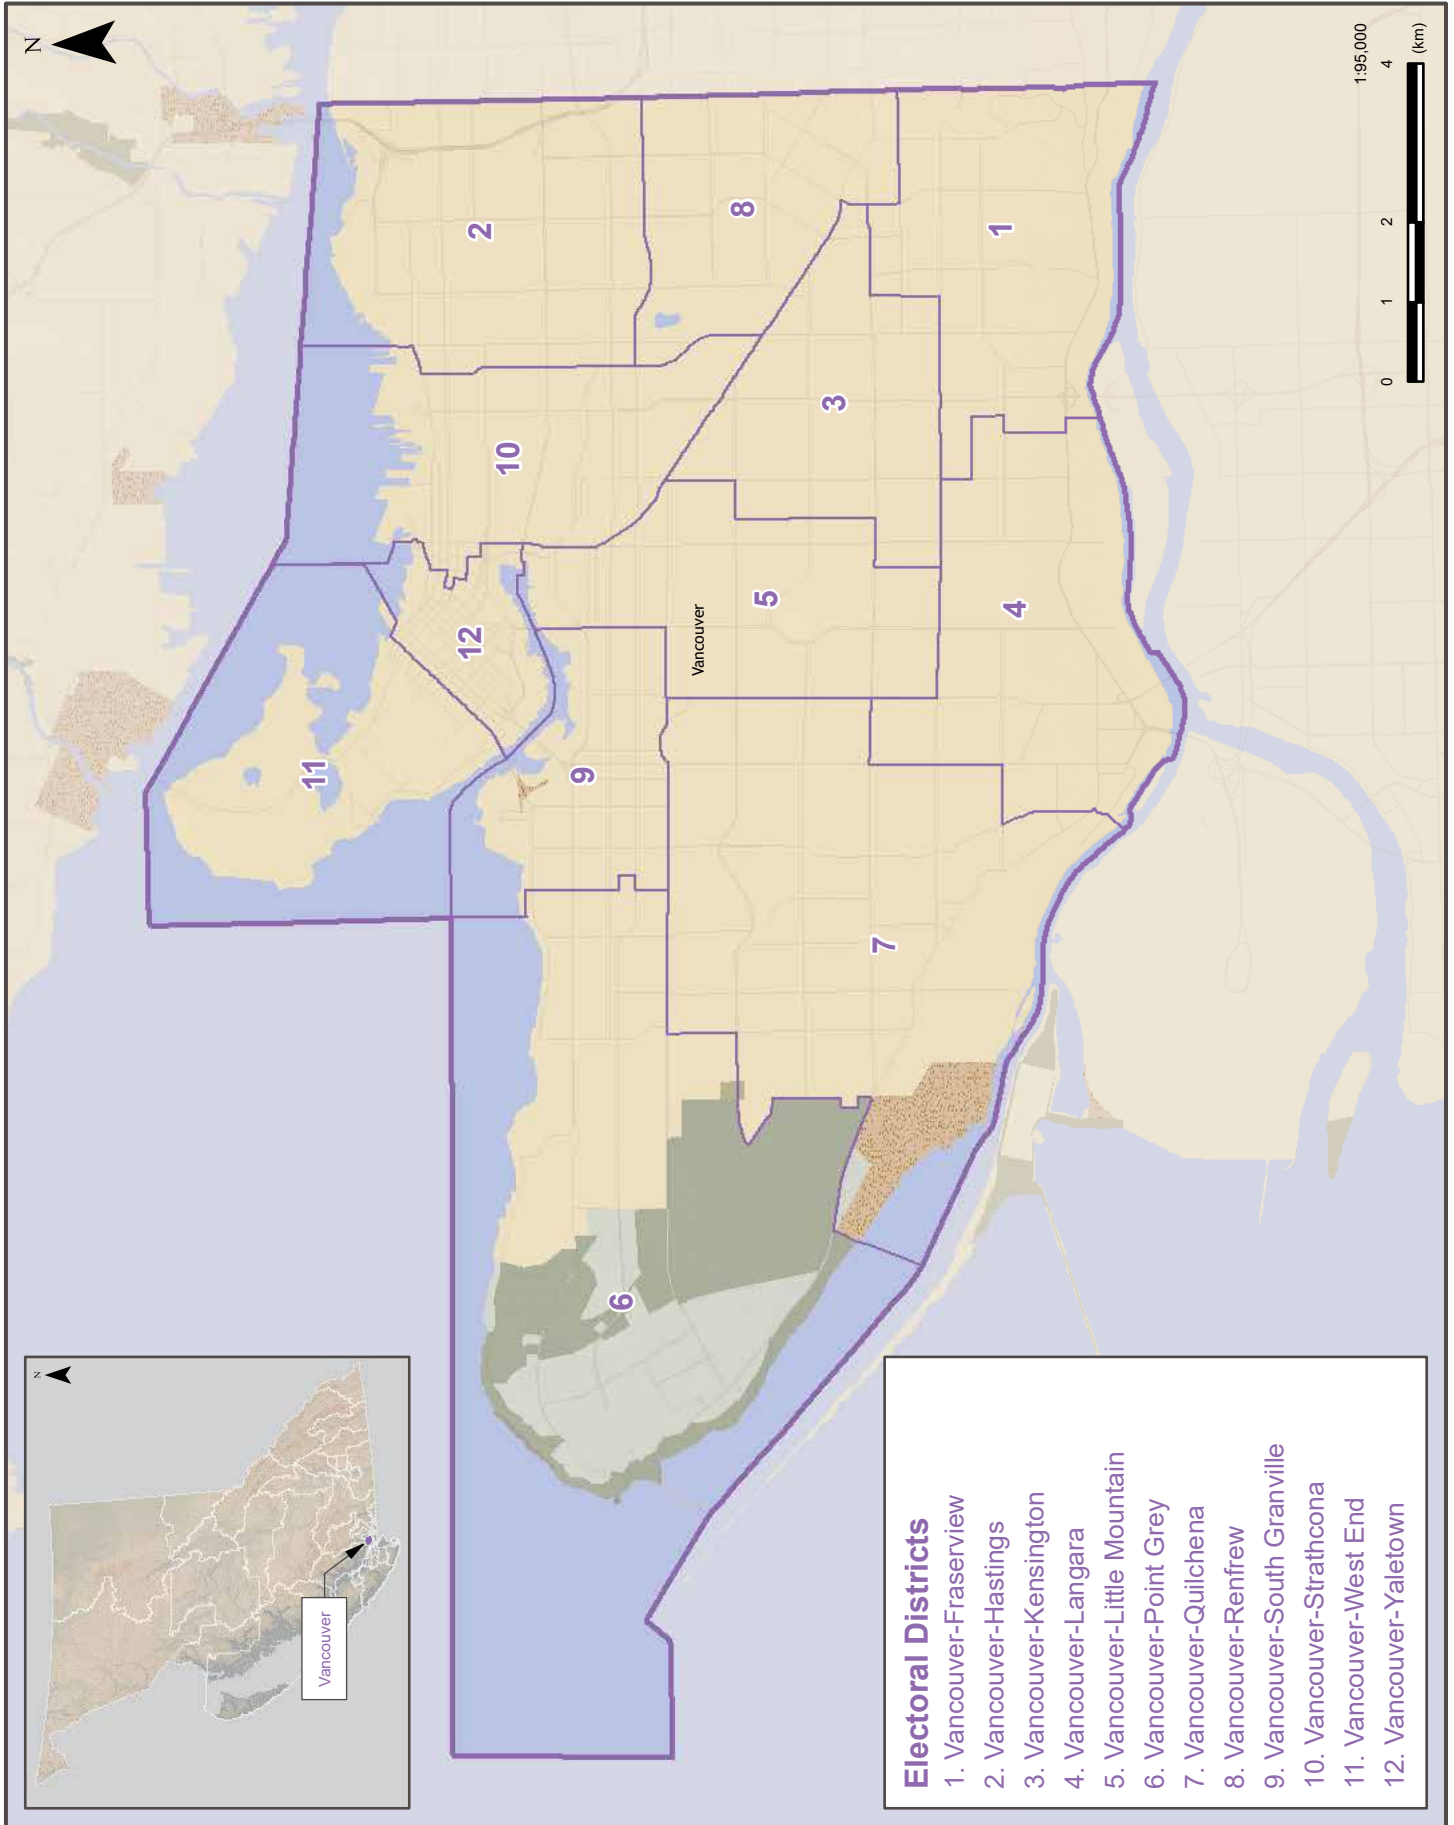 N
Vancouver
N
11
12
2
10
9
8
6
5
3
Vancouver
7
4
1
Electoral Districts
1. Vancouver-Fraserview
2. Vancouver-Hastings
3. Vancouver-Kensington
4. Vancouver-Langara
5. Vancouver-Little Mountain
6. Vancouver-Point Grey
7. Vancouver-Quilchena
8. Vancouver-Renfrew
9. Vancouver-South Granville
10. Vancouver-Strathcona
11. Vancouver-West End
12. Vancouver-Yaletown
1:95,000
0 1 2 4
(km)